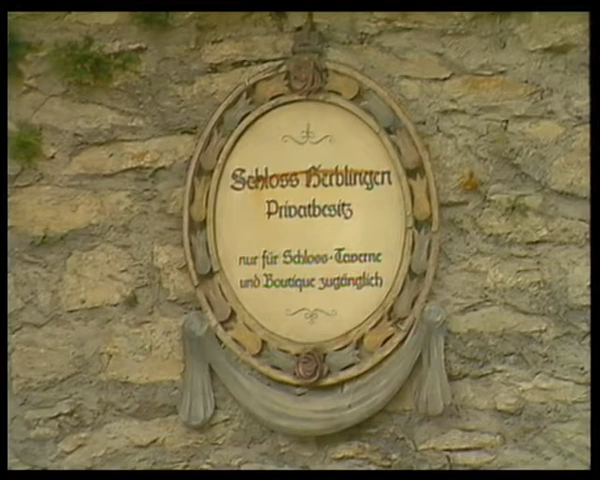 Schloss Herblingen
Privatbesitz
nur für Schloss-Taverne
und Boutique zugänglich